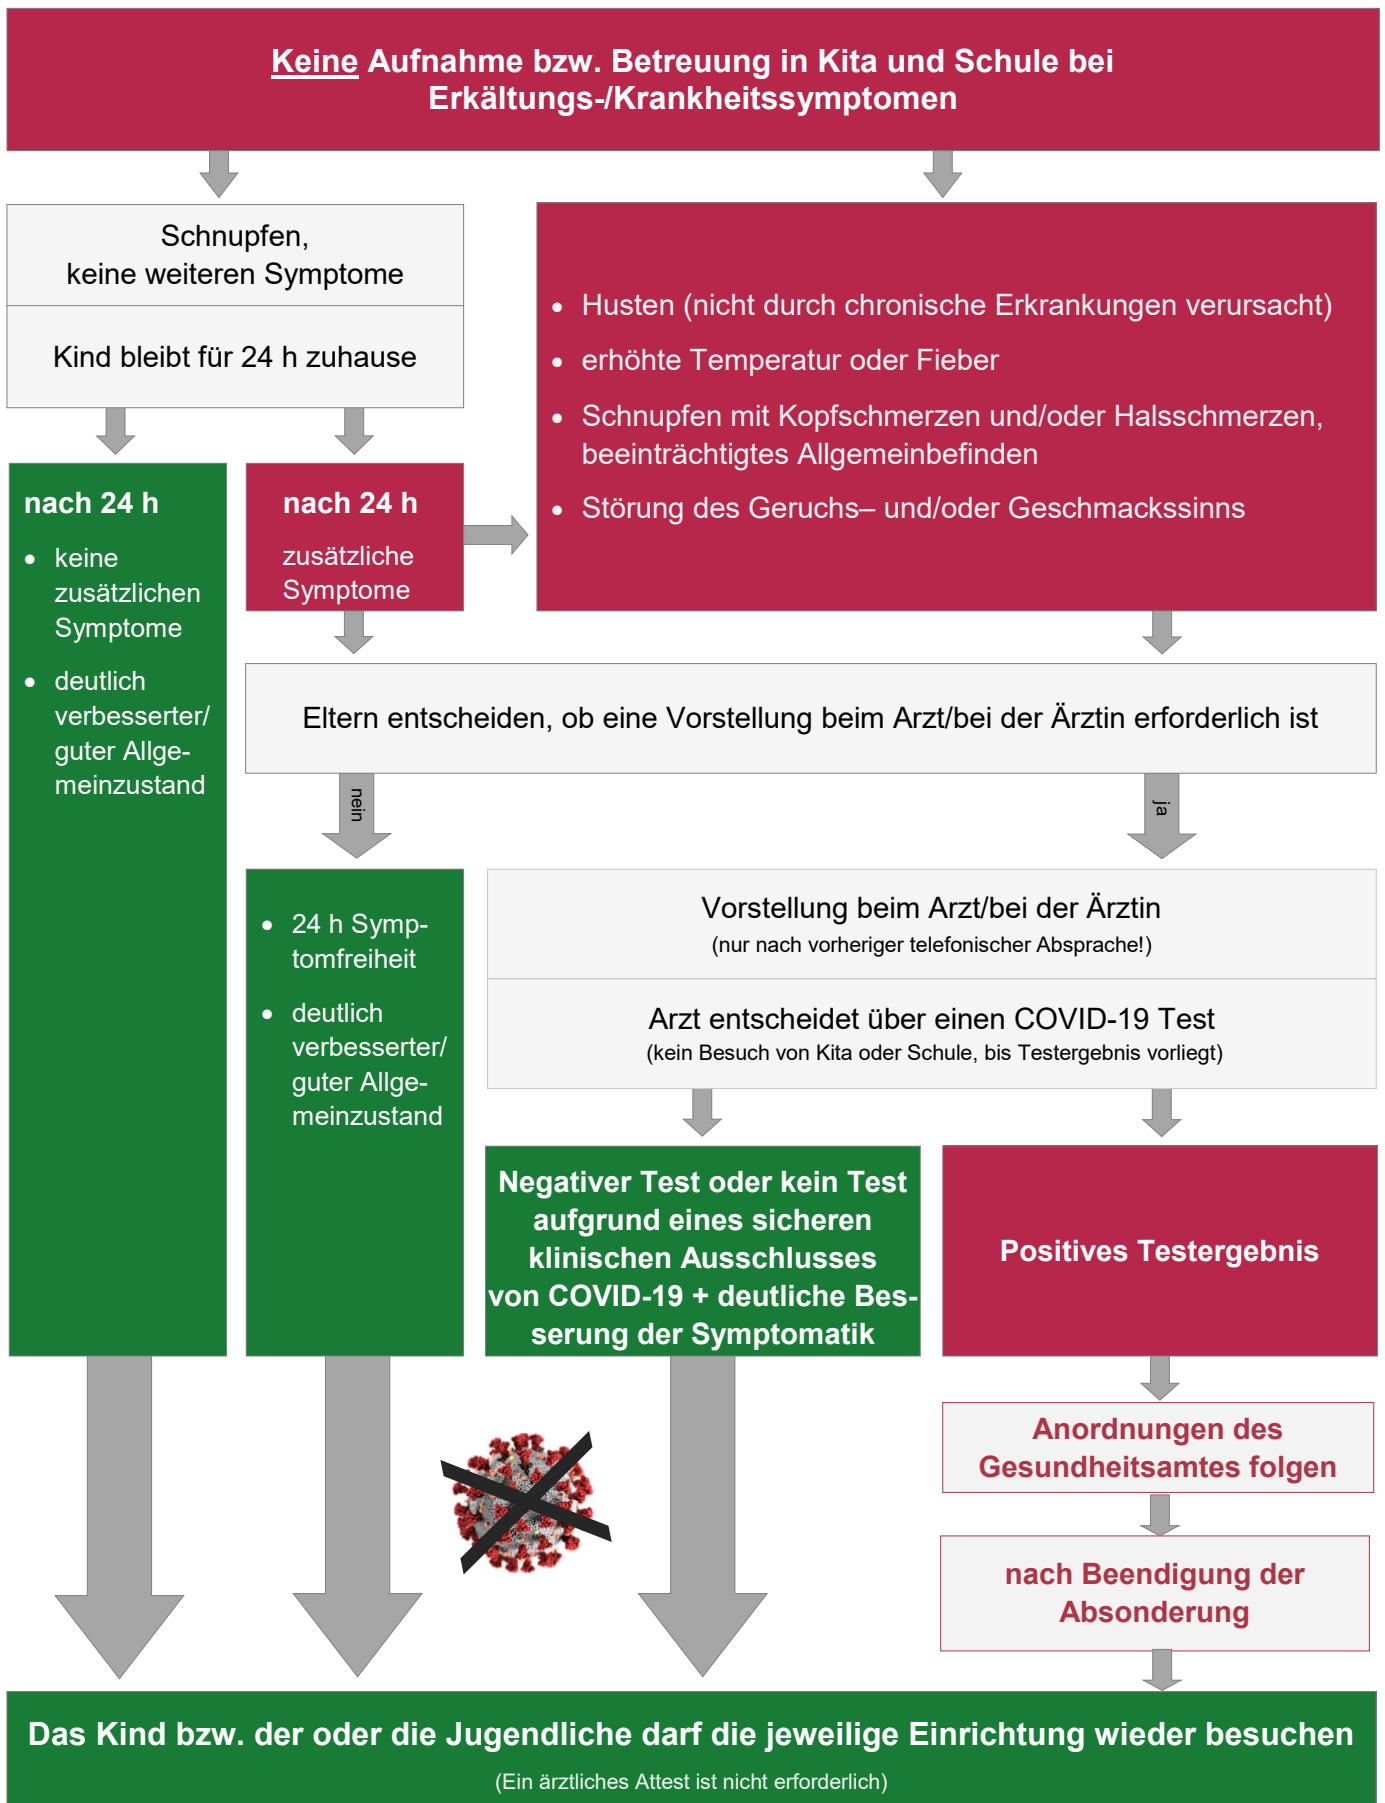 Keine Aufnahme bzw. Betreuung in Kita und Schule bei
Erkältungs-/Krankheitssymptomen
Schnupfen,
keine weiteren Symptome
Kind bleibt für 24 h zuhause
• Husten (nicht durch chronische Erkrankungen verursacht)
• erhöhte Temperatur oder Fieber
• Schnupfen mit Kopfschmerzen und/oder Halsschmerzen,
beeinträchtigtes Allgemeinbefinden
• Störung des Geruchs– und/oder Geschmackssinns
nach 24 h
• keine
zusätzlichen
Symptome
• deutlich
verbesserter/
guter Allge-
meinzustand
nach 24 h
zusätzliche
Symptome
Eltern entscheiden, ob eine Vorstellung beim Arzt/bei der Ärztin erforderlich ist
nein
ja
• 24 h Symp-
tomfreiheit
• deutlich
verbesserter/
guter Allge-
meinzustand
Vorstellung beim Arzt/bei der Ärztin
(nur nach vorheriger telefonischer Absprache!)
Arzt entscheidet über einen COVID-19 Test
(kein Besuch von Kita oder Schule, bis Testergebnis vorliegt)
Negativer Test oder kein Test
aufgrund eines sicheren
klinischen Ausschlusses
von COVID-19 + deutliche Bes-
serung der Symptomatik
Positives Testergebnis
Anordnungen des
Gesundheitsamtes folgen
nach Beendigung der
Absonderung
Das Kind bzw. der oder die Jugendliche darf die jeweilige Einrichtung wieder besuchen
(Ein ärztliches Attest ist nicht erforderlich)